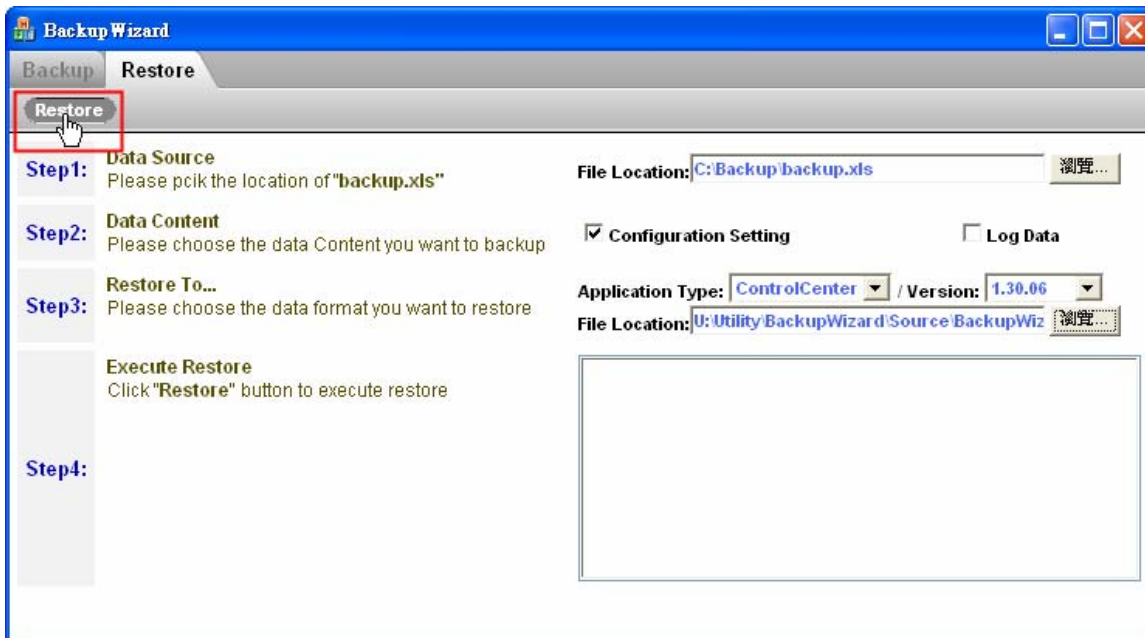 Backup Wizard
Backup Restore
Restore
Step1: Data Source
Please pcik the location of "backup.xls"
File Location: C:\Backup\backup.xls 瀏覽...
Step2: Data Content
Please choose the data Content you want to backup
Configuration Setting Log Data
Step3: Restore To...
Please choose the data format you want to restore
Application Type: ControlCenter / Version: 1.30.06
File Location: U:\Utility\BackupWizard\Source\BackupWiz 瀏覽...
Step4: Execute Restore
Click "Restore" button to execute restore